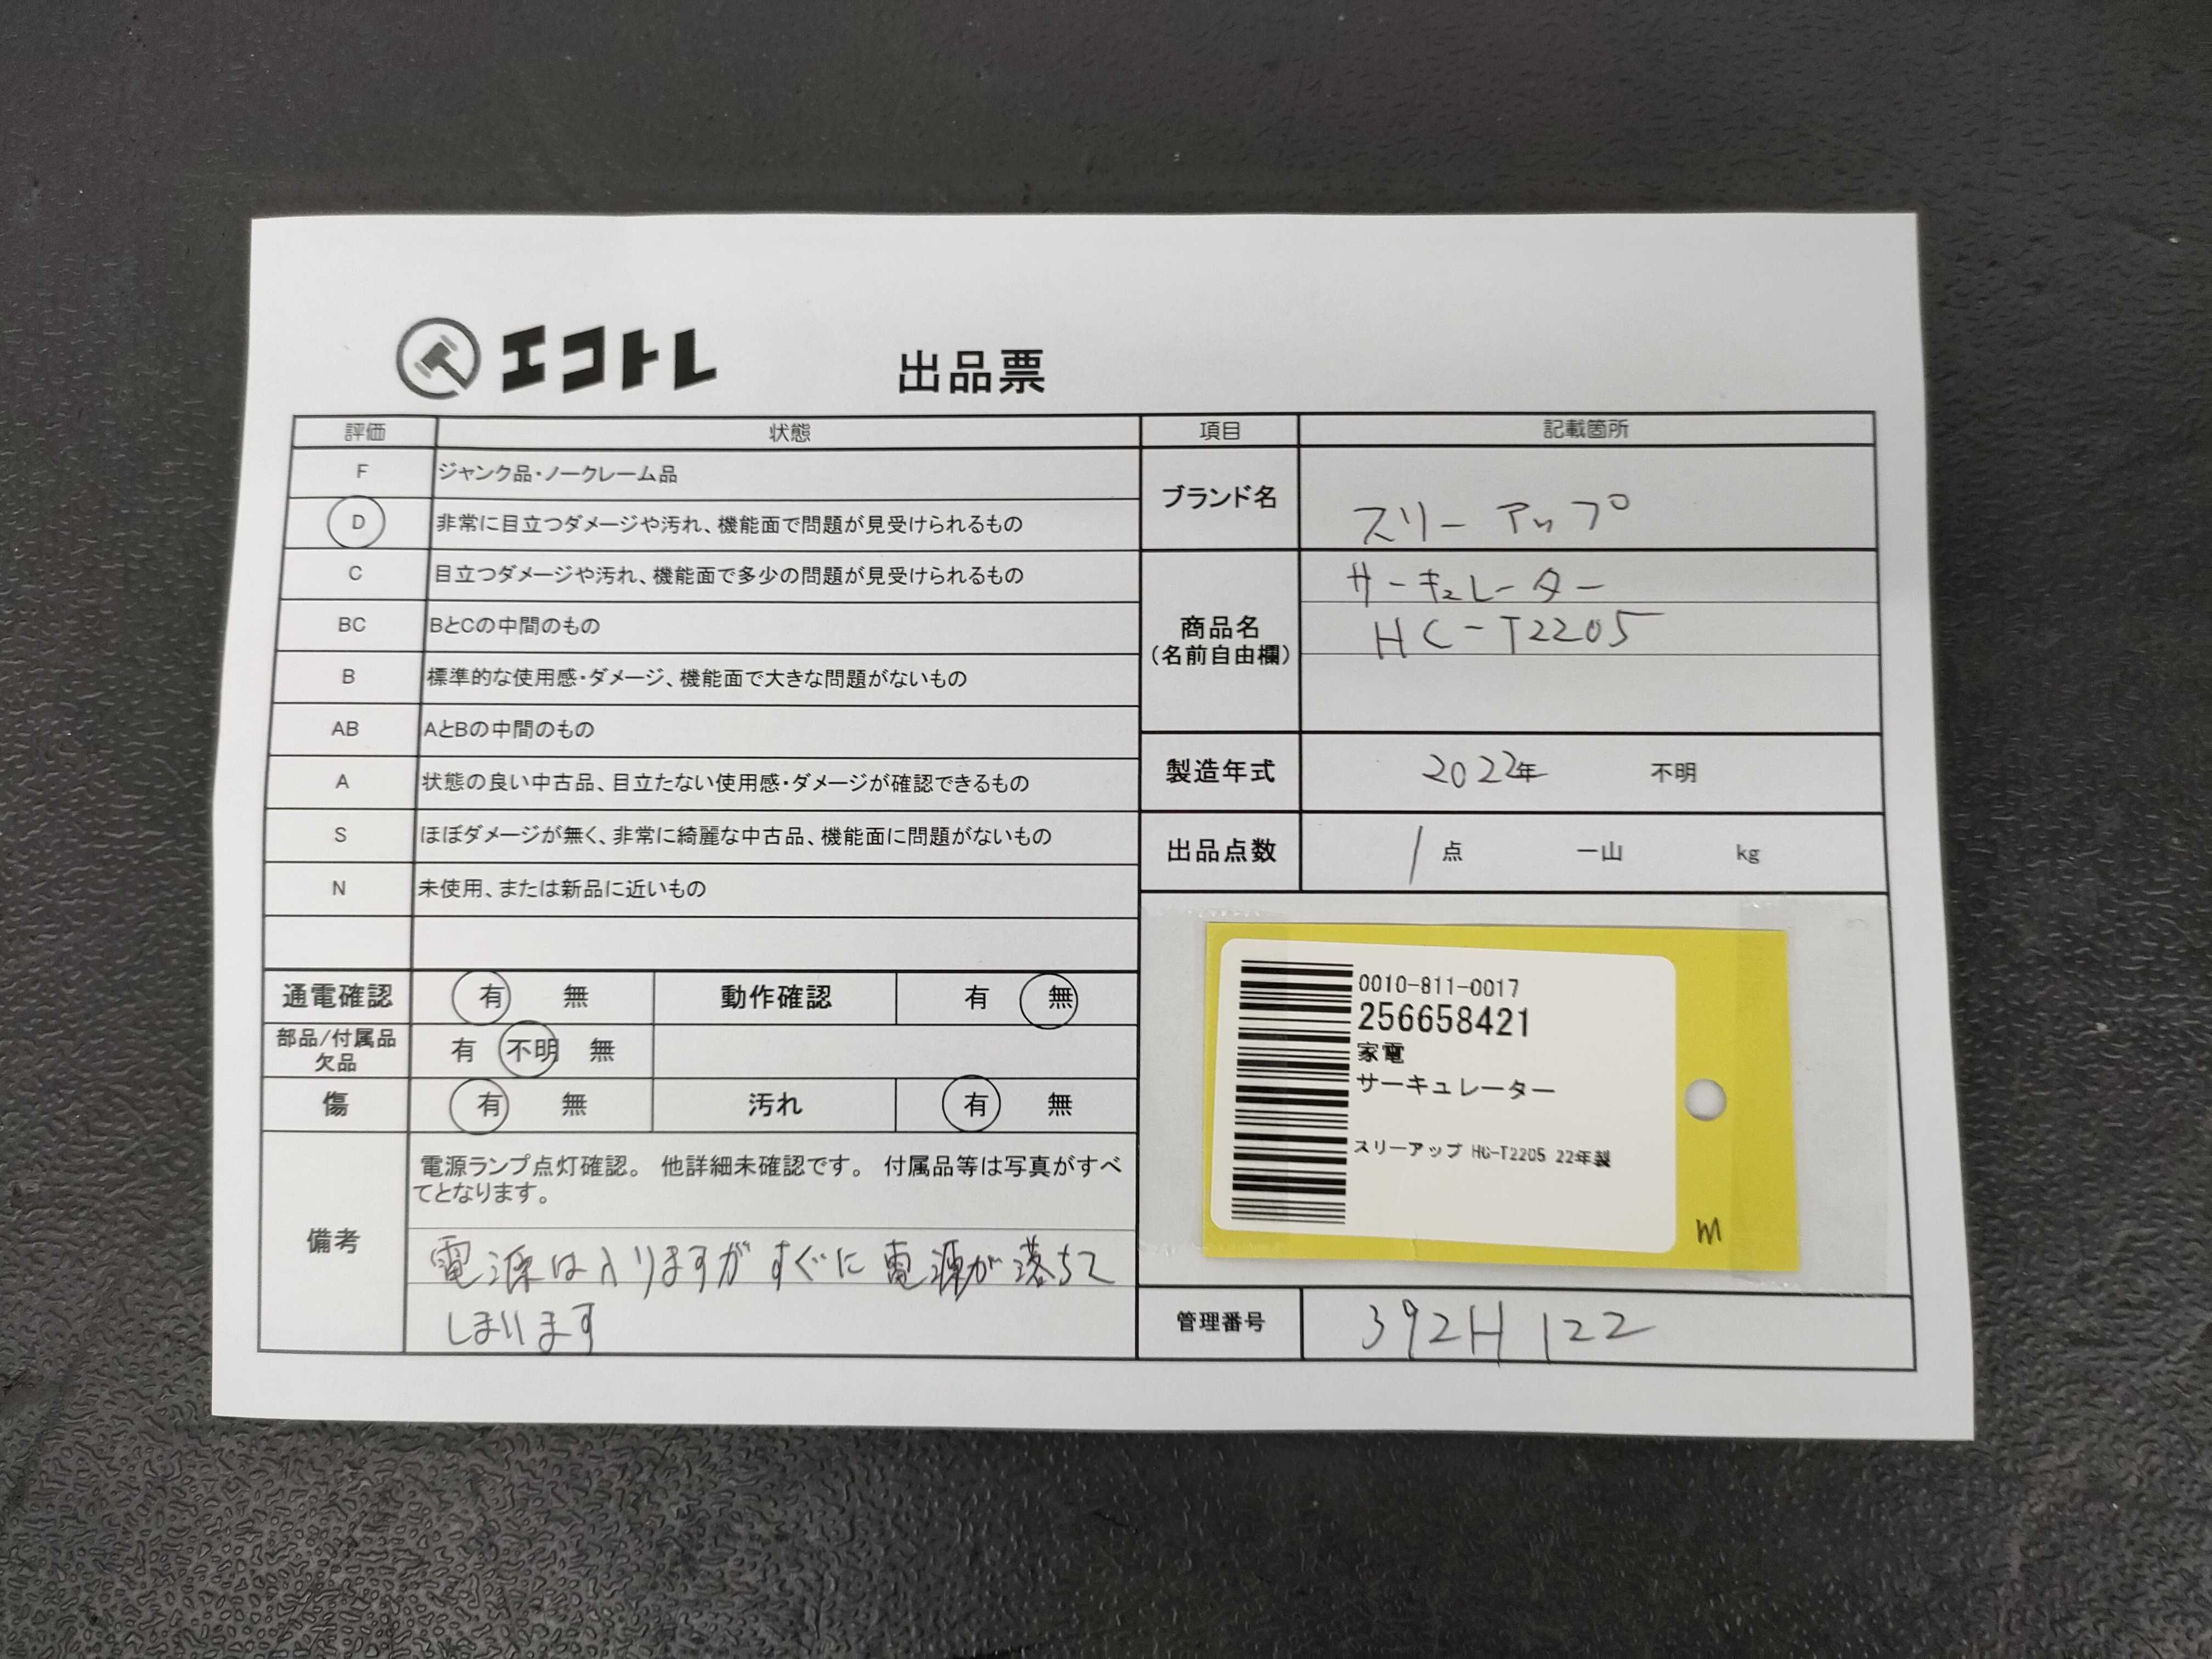 エコトレ 出品票
評価 状態
F ジャンク品・ノークレーム品
D 非常に目立つダメージや汚れ、機能面で問題が見受けられるもの
C 目立つダメージや汚れ、機能面で多少の問題が見受けられるもの
BC BとCの中間のもの
B 標準的な使用感・ダメージ、機能面で大きな問題がないもの
AB AとBの中間のもの
A 状態の良い中古品、目立たない使用感・ダメージが確認できるもの
S ほぼダメージが無く、非常に綺麗な中古品、機能面に問題がないもの
N 未使用、または新品に近いもの
通電確認 有 無 動作確認 有 無
部品/付属品
欠品 有 不明 無
傷 有 無 汚れ 有 無
備考
電源ランプ点灯確認。 他詳細未確認です。 付属品等は写真がすべ
てとなります。
電源は入りますがすぐに電源が落ちて
しまいます
項目 記載箇所
ブランド名 スリーアップ
商品名
(名前自由欄)
サーキュレーター
HC-T2205
製造年式 2022年 不明
出品点数 1点 一山 kg
0010-811-0017
256658421
家電
サーキュレーター
スリーアップ HC-T2205 22年製
M
管理番号 392H 122